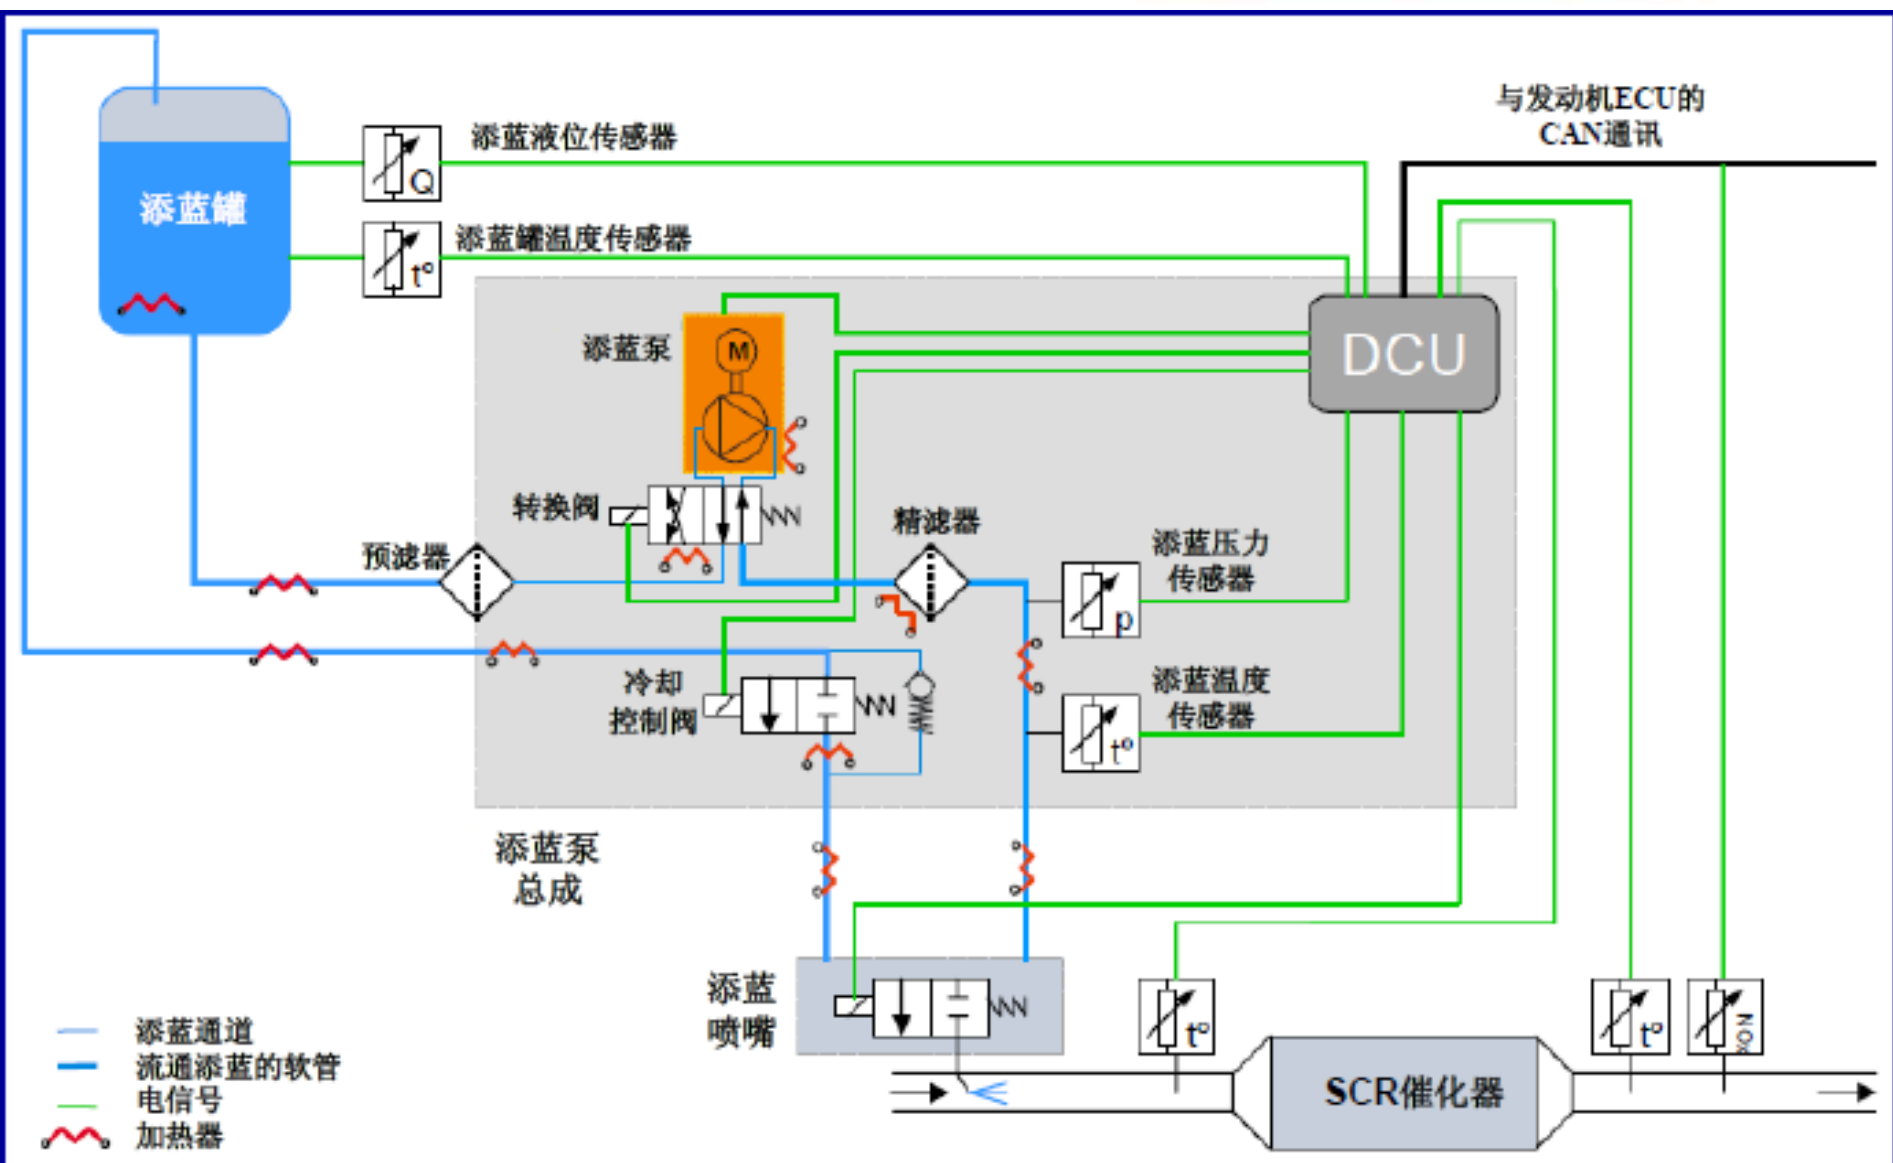 与发动机ECU的
CAN通讯
添蓝液位传感器
Q
添蓝罐
添蓝罐温度传感器
t°
DCU
添蓝泵
M
转换阀
精滤器
预滤器
添蓝压力
传感器
p
冷却
控制阀
添蓝温度
传感器
t°
添蓝泵
总成
添蓝
喷嘴
t°
t°
NOx
SCR催化器
添蓝通道
流通添蓝的软管
电信号
加热器